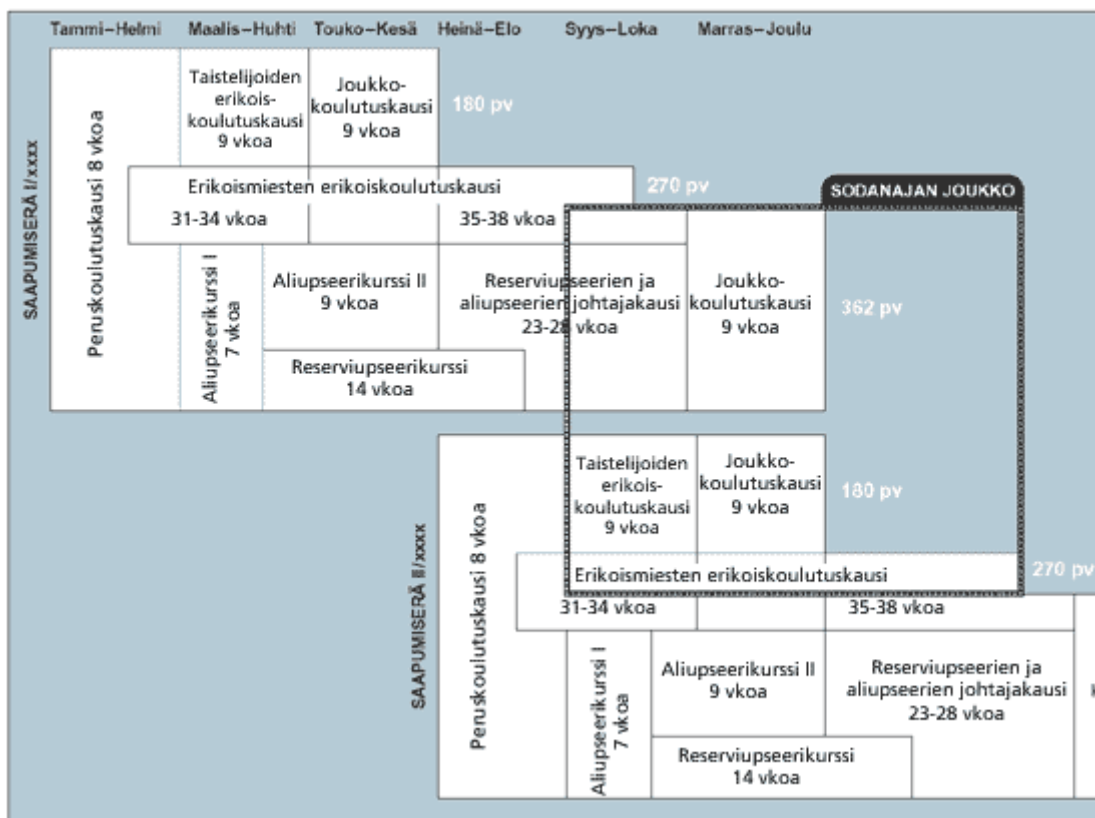 Tammi–Helmi Maalis–Huhti Touko–Kesä Heinä–Elo Syys–Loka Marras–Joulu
SAAPUMISERÄ I/xxxx
Peruskoulutuskausi 8 vkoa
Taistelijoiden
erikois-
koulutuskausi
9 vkoa
Joukko-
koulutuskausi
9 vkoa
180 pv
Erikoismiesten erikoiskoulutuskausi
31-34 vkoa
35-38 vkoa
270 pv
SODANAJAN JOUKKO
Aliupseerikurssi I
7 vkoa
Aliupseerikurssi II
9 vkoa
Reserviupseerikurssi
14 vkoa
Reserviupseerien ja
aliupseerien johtajakausi
23-28 vkoa
Joukko-
koulutuskausi
9 vkoa
362 pv
SAAPUMISERÄ II/xxxx
Peruskoulutuskausi 8 vkoa
Taistelijoiden
erikois-
koulutuskausi
9 vkoa
Joukko-
koulutuskausi
9 vkoa
180 pv
Erikoismiesten erikoiskoulutuskausi
31-34 vkoa
35-38 vkoa
270 pv
Aliupseerikurssi I
7 vkoa
Aliupseerikurssi II
9 vkoa
Reserviupseerikurssi
14 vkoa
Reserviupseerien ja
aliupseerien johtajakausi
23-28 vkoa